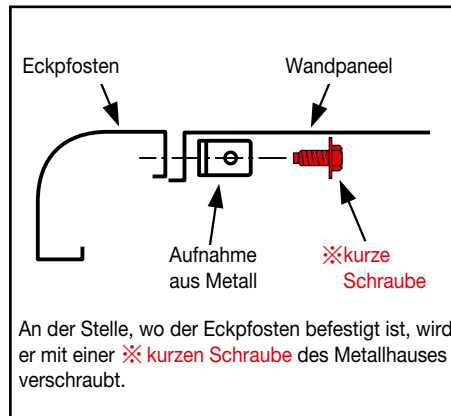 Eckpfosten
Wandpaneel
Aufnahme
aus Metall
※kurze
Schraube
An der Stelle, wo der Eckpfosten befestigt ist, wird
er mit einer ※ kurzen Schraube des Metallhauses
verschraubt.